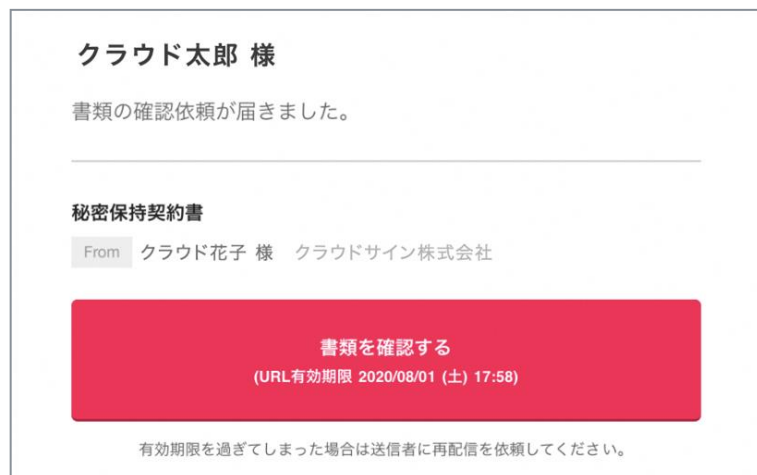 クラウド太郎 様
書類の確認依頼が届きました。
秘密保持契約書
From クラウド花子 様 クラウドサイン株式会社
書類を確認する
(URL有効期限 2020/08/01 (土) 17:58)
有効期限を過ぎてしまった場合は送信者に再配信を依頼してください。